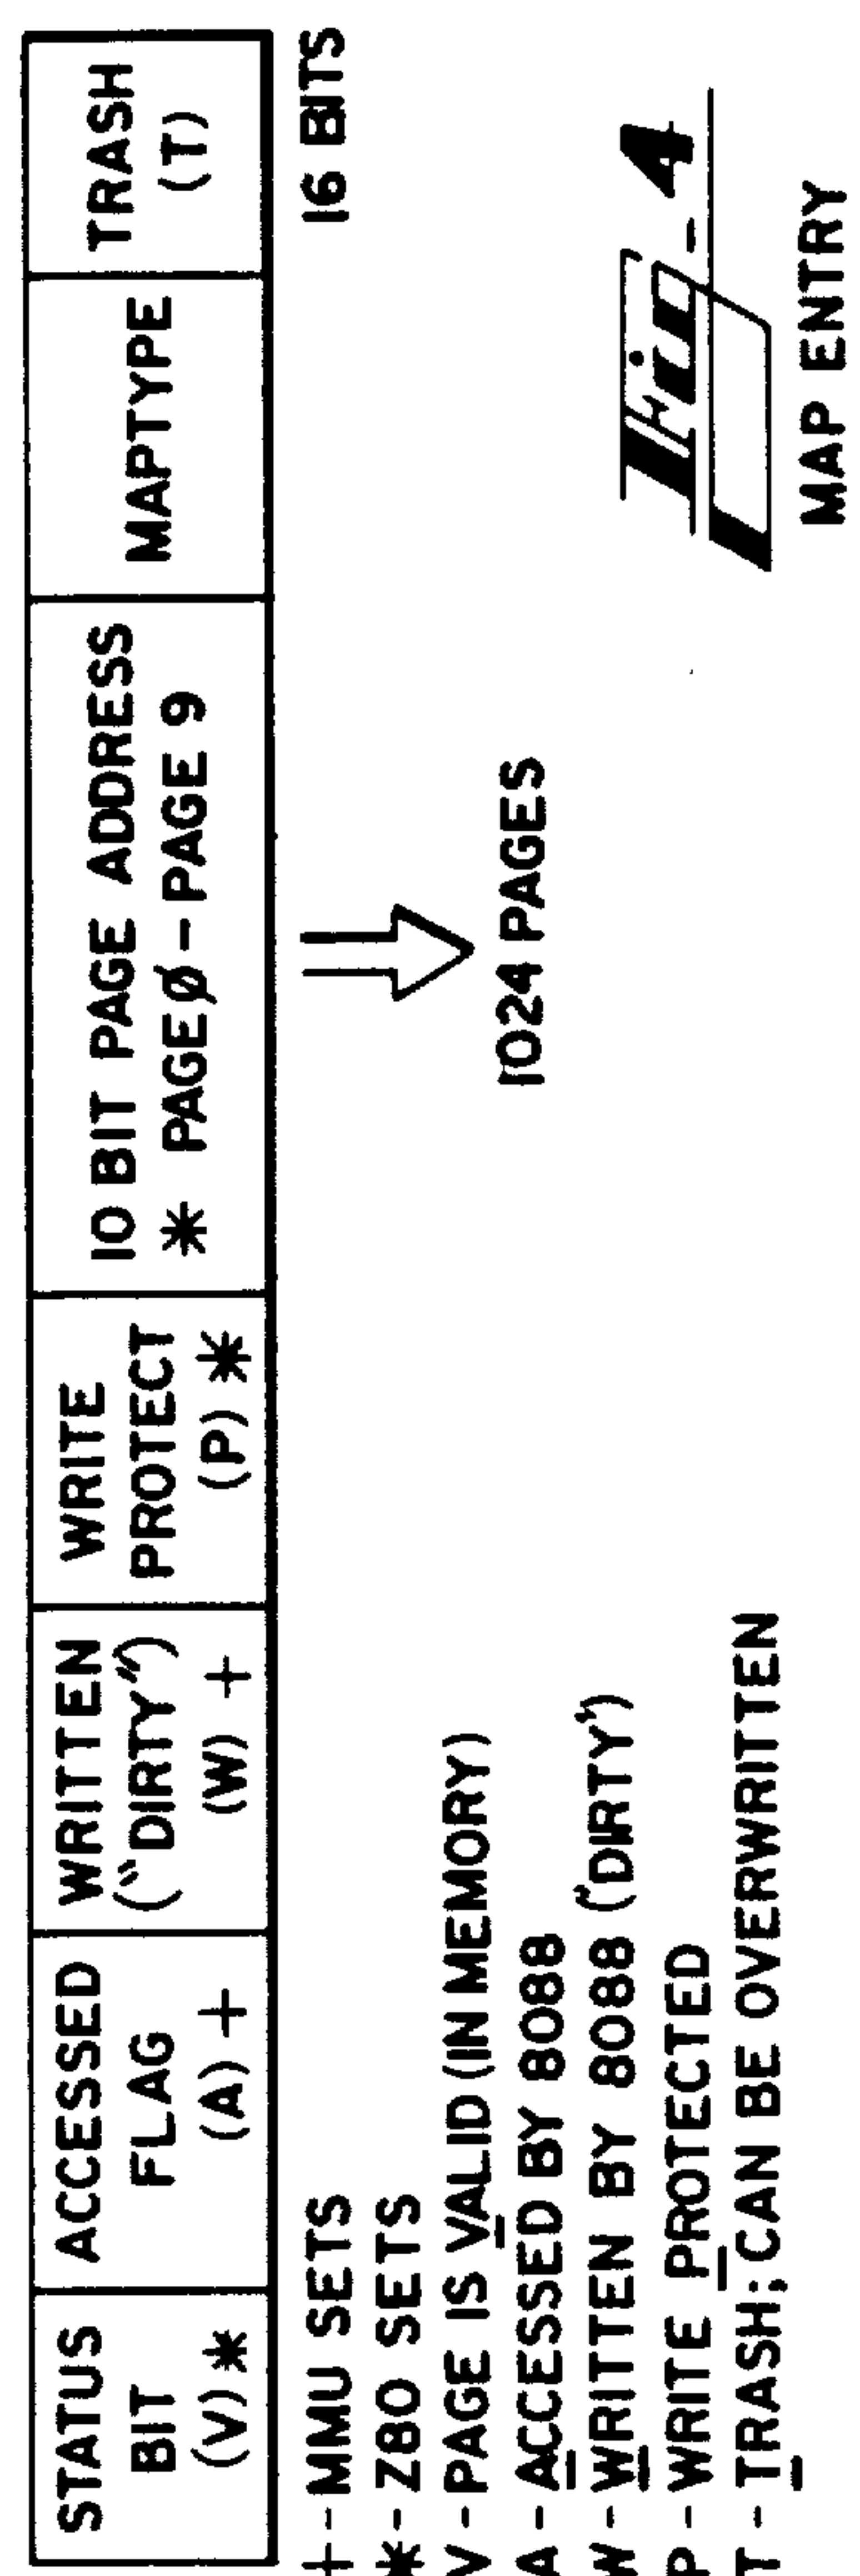 STATUS
BIT
(V)*
ACCESSED
FLAG
(A)+
WRITTEN
("DIRTY")
(W) +
WRITE
PROTECT
(P) *
10 BIT PAGE ADDRESS
* PAGE Ø - PAGE 9
MAPTYPE
TRASH
(T)
16 BITS
1024 PAGES
+ - MMU SETS
* - Z80 SETS
V - PAGE IS VALID (IN MEMORY)
A - ACCESSED BY 8088
W - WRITTEN BY 8088 ("DIRTY")
P - WRITE PROTECTED
T - TRASH; CAN BE OVERWRITTEN
Fig_4
MAP ENTRY